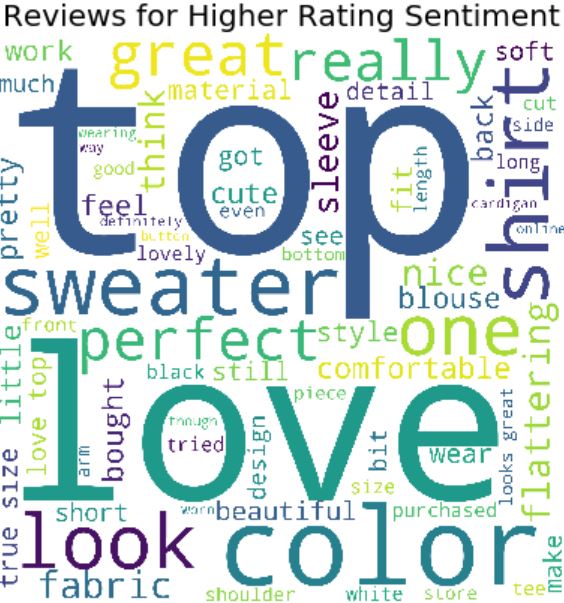 Reviews for Higher Rating Sentiment
work
great
really
soft
much
top
material
detail
shirt
cut
side
back
think
wearing
way
good
got
sleeve
fit
length
long
cardigan
online
pretty
well
feel
cute
even
definitely
button
lovely
see
bottom
nice
blouse
sweater
front
perfect
style
one
little
love top
black
still
comfortable
flattering
love
bought
piece
though
tried
arm
design
bit
wear
looks great
size
true size
short
worn
beautiful
purchased
look
color
make
fabric
shoulder
white
store
tee